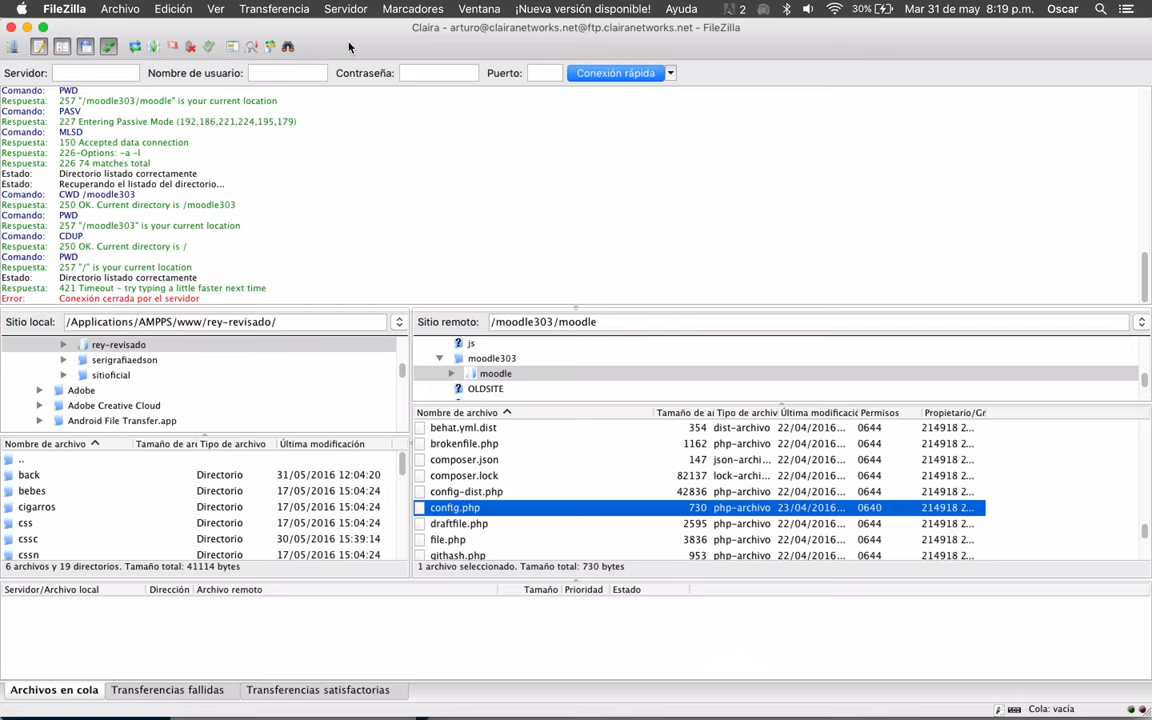 FileZilla Archivo Edición Ver Transferencia Servidor Marcadores Ventana ¡Nueva versión disponible! Ayuda 2 30% Mar 31 de may 8:19 p.m. Oscar
Claira - arturo@clairanetworks.net@ftp.clairanetworks.net - FileZilla
Servidor: Nombre de usuario: Contraseña: Puerto: Conexión rápida
Comando: PWD
Respuesta: 257 "/moodle303/moodle" is your current location
Comando: PASV
Respuesta: 227 Entering Passive Mode (192,186,221,224,195,179)
Comando: MLSD
Respuesta: 150 Accepted data connection
Respuesta: 226-Options: -a -l
Respuesta: 226 74 matches total
Estado: Directorio listado correctamente
Estado: Recuperando el listado del directorio...
Comando: CWD /moodle303
Respuesta: 250 OK. Current directory is /moodle303
Comando: PWD
Respuesta: 257 "/moodle303" is your current location
Comando: CDUP
Respuesta: 250 OK. Current directory is /
Comando: PWD
Respuesta: 257 "/" is your current location
Estado: Directorio listado correctamente
Respuesta: 421 Timeout - try typing a little faster next time
Error: Conexión cerrada por el servidor
Sitio local: /Applications/AMPPS/www/rey-revisado/
rey-revisado
serigrafiaedson
sitioficial
Adobe
Adobe Creative Cloud
Android File Transfer.app
Nombre de archivo Tamaño de arc Tipo de archivo Última modificación
..
back Directorio 31/05/2016 12:04:20
bebes Directorio 17/05/2016 15:04:24
cigarros Directorio 17/05/2016 15:04:24
css Directorio 17/05/2016 15:04:24
cssc Directorio 30/05/2016 15:39:14
cssn Directorio 17/05/2016 15:04:24
6 archivos y 19 directorios. Tamaño total: 41114 bytes
Sitio remoto: /moodle303/moodle
js
moodle303
moodle
OLDSITE
Nombre de archivo Tamaño de ai Tipo de archiv Última modificació Permisos Propietario/Gr
behat.yml.dist 354 dist-archivo 22/04/2016... 0644 214918 2...
brokenfile.php 1162 php-archivo 22/04/2016... 0644 214918 2...
composer.json 147 json-archi... 22/04/2016... 0644 214918 2...
composer.lock 82137 lock-archi... 22/04/2016... 0644 214918 2...
config-dist.php 42836 php-archivo 22/04/2016... 0644 214918 2...
config.php 730 php-archivo 23/04/2016... 0640 214918 2...
draftfile.php 2595 php-archivo 22/04/2016... 0644 214918 2...
file.php 3836 php-archivo 22/04/2016... 0644 214918 2...
githash.php 953 php-archivo 22/04/2016... 0644 214918 2...
1 archivo seleccionado. Tamaño total: 730 bytes
Servidor/Archivo local Dirección Archivo remoto Tamaño Prioridad Estado
Archivos en cola Transferencias fallidas Transferencias satisfactorias
Cola: vacía